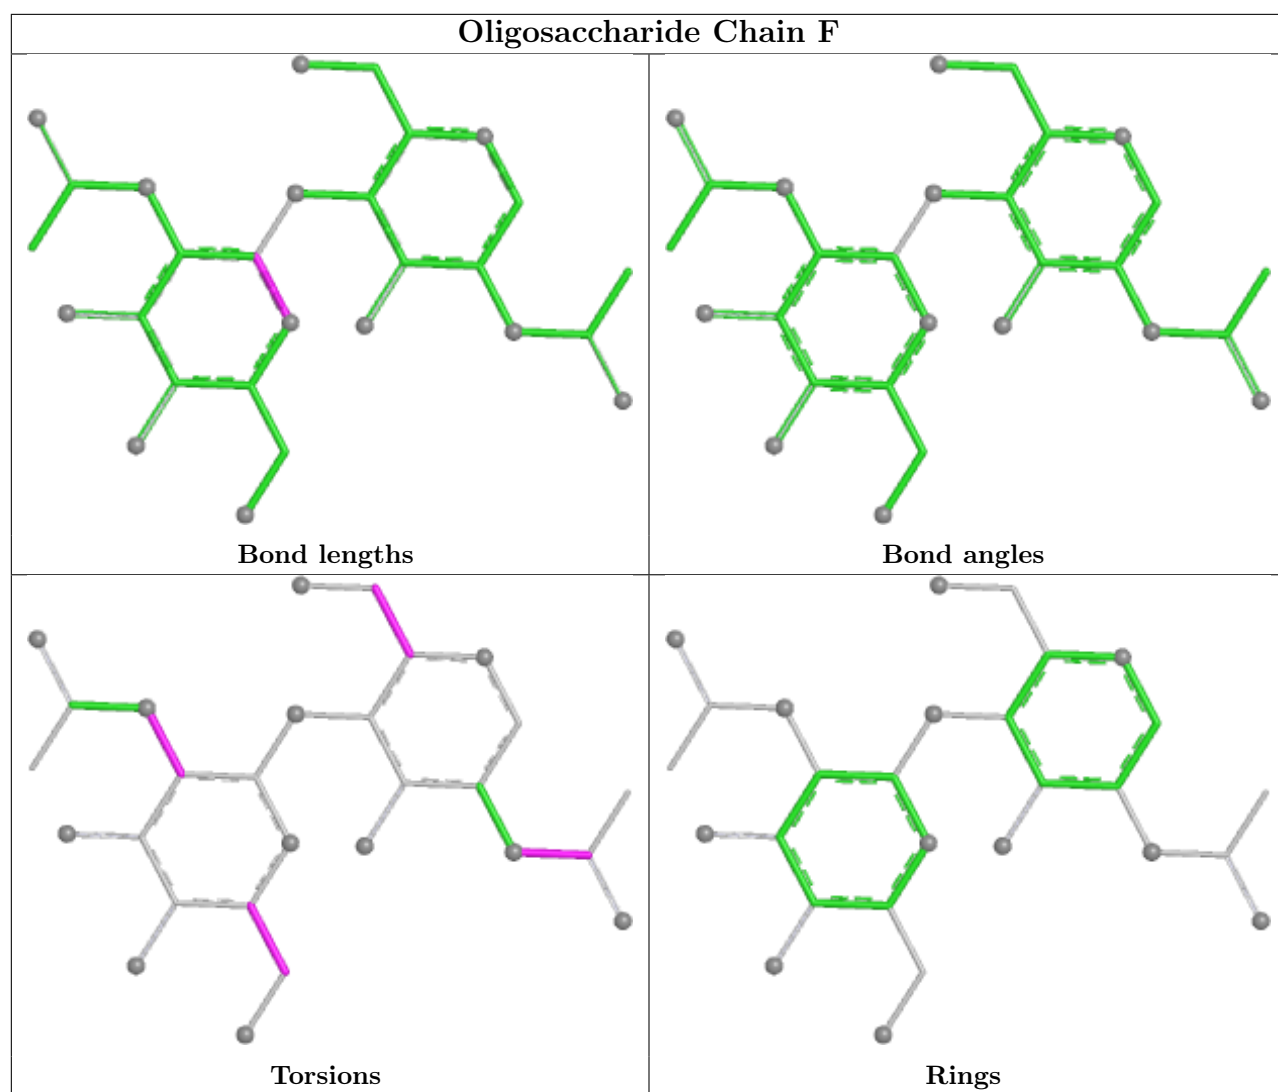 Oligosaccharide Chain F
Bond lengths
Bond angles
Torsions
Rings